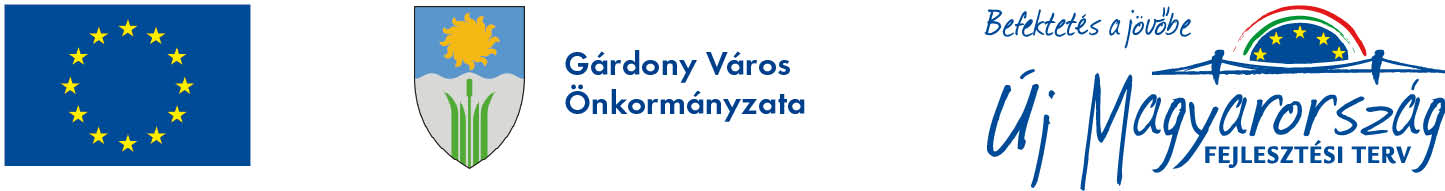 Gárdony Város
Önkormányzata
Befektetés a jövőbe
Új Magyarország
FEJLESZTÉSI TERV